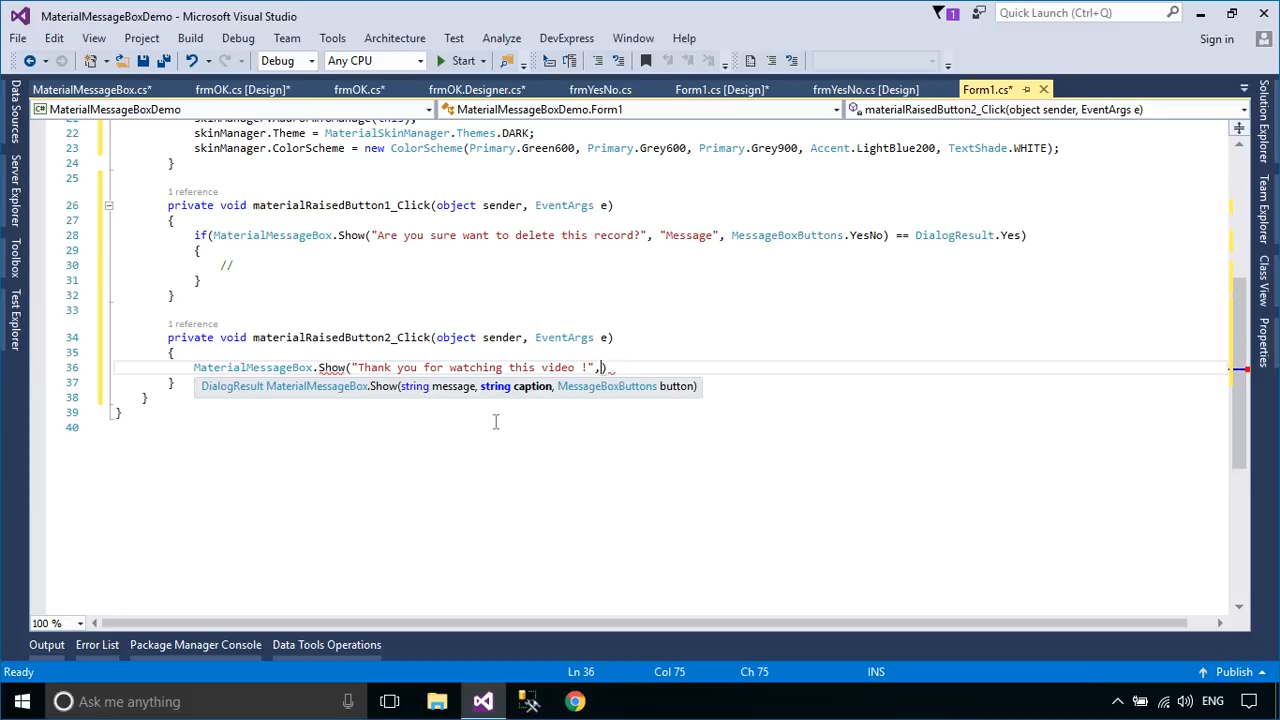 MaterialMessageBoxDemo - Microsoft Visual Studio
1
Quick Launch (Ctrl+Q)
File Edit View Project Build Debug Team Tools Architecture Test Analyze DevExpress Window Help
Sign in
Debug Any CPU Start
MaterialMessageBox.cs* frmOK.cs [Design]* frmOK.cs* frmOK.Designer.cs* frmYesNo.cs Form1.cs [Design]* frmYesNo.cs [Design] Form1.cs*
MaterialMessageBoxDemo MaterialMessageBoxDemo.Form1 materialRaisedButton2_Click(object sender, EventArgs e)
Data Sources
Server Explorer
Toolbox
Test Explorer
22 skinManager.Theme = MaterialSkinManager.Themes.DARK;
23 skinManager.ColorScheme = new ColorScheme(Primary.Green600, Primary.Grey600, Primary.Grey900, Accent.LightBlue200, TextShade.WHITE);
24 }
25
1 reference
26 private void materialRaisedButton1_Click(object sender, EventArgs e)
27 {
28 if(MaterialMessageBox.Show("Are you sure want to delete this record?", "Message", MessageBoxButtons.YesNo) == DialogResult.Yes)
29 {
30 //
31 }
32 }
33
1 reference
34 private void materialRaisedButton2_Click(object sender, EventArgs e)
35 {
36 MaterialMessageBox.Show("Thank you for watching this video !",)
37 }
DialogResult MaterialMessageBox.Show(string message, string caption, MessageBoxButtons button)
38 }
39 }
40
Solution Explorer
Team Explorer
Class View
Properties
100 %
Output Error List Package Manager Console Data Tools Operations
Ready Ln 36 Col 75 Ch 75 INS Publish
Ask me anything
ENG